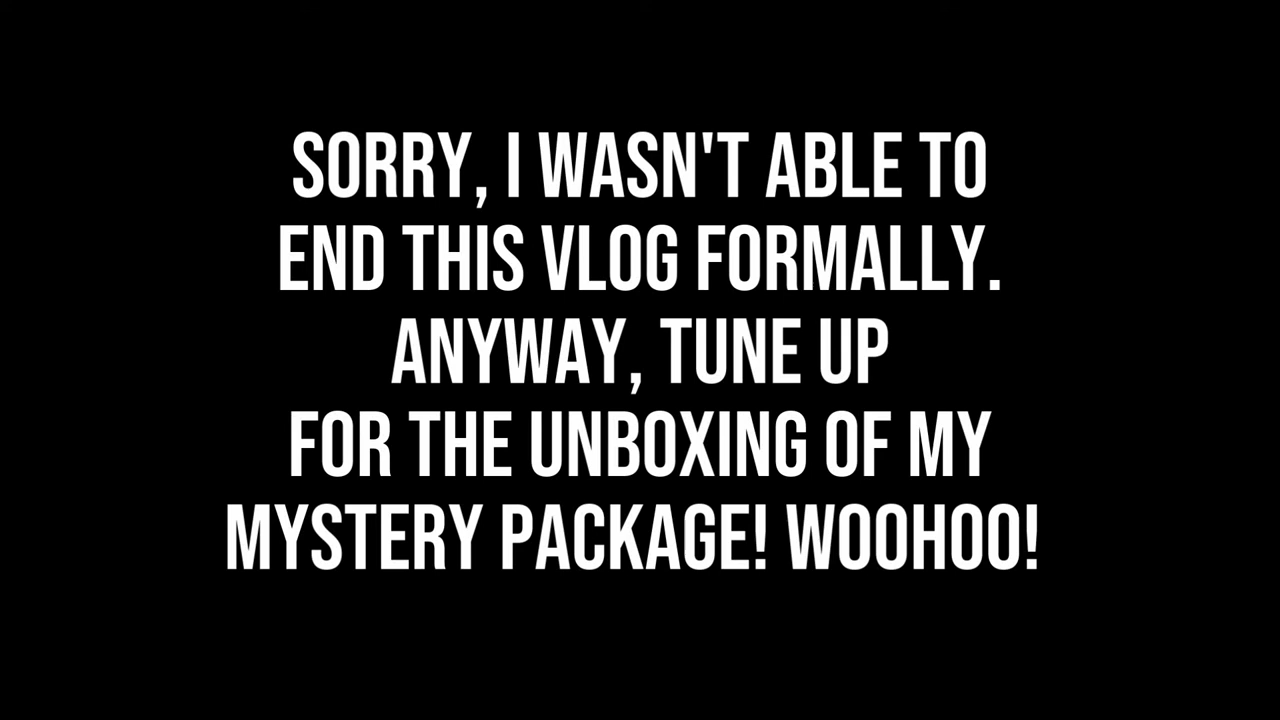 SORRY, I WASN'T ABLE TO
END THIS VLOG FORMALLY.
ANYWAY, TUNE UP
FOR THE UNBOXING OF MY
MYSTERY PACKAGE! WOOHOO!